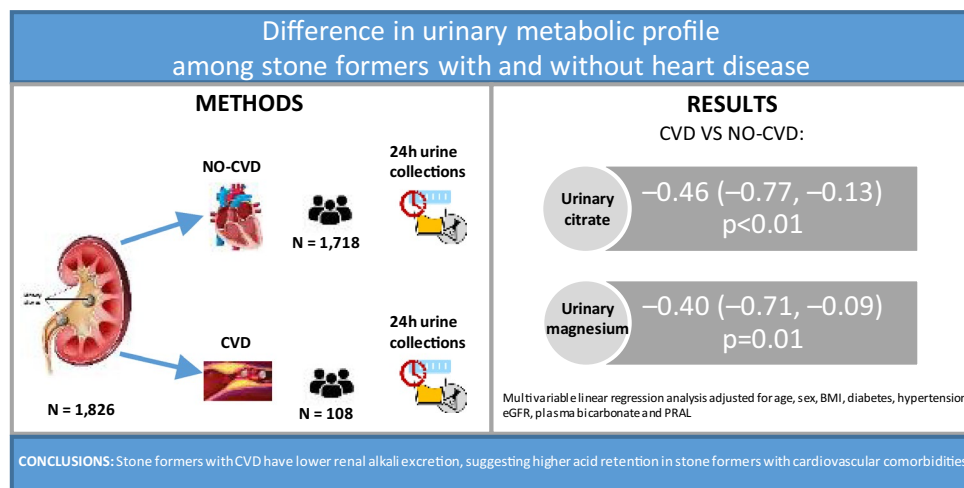 Difference in urinary metabolic profile
among stone formers with and without heart disease
METHODS
NO-CVD
24h urine
collections
N = 1,718
N = 1,826
CVD
24h urine
collections
N = 108
RESULTS
CVD VS NO-CVD:
Urinary
citrate
–0.46 (–0.77, –0.13)
p<0.01
Urinary
magnesium
–0.40 (–0.71, –0.09)
p=0.01
Multivariable linear regression analysis adjusted for age, sex, BMI, diabetes, hypertension
eGFR, plasma bicarbonate and PRAL
CONCLUSIONS: Stone formers with CVD have lower renal alkali excretion, suggesting higher acid retention in stone formers with cardiovascular comorbidities